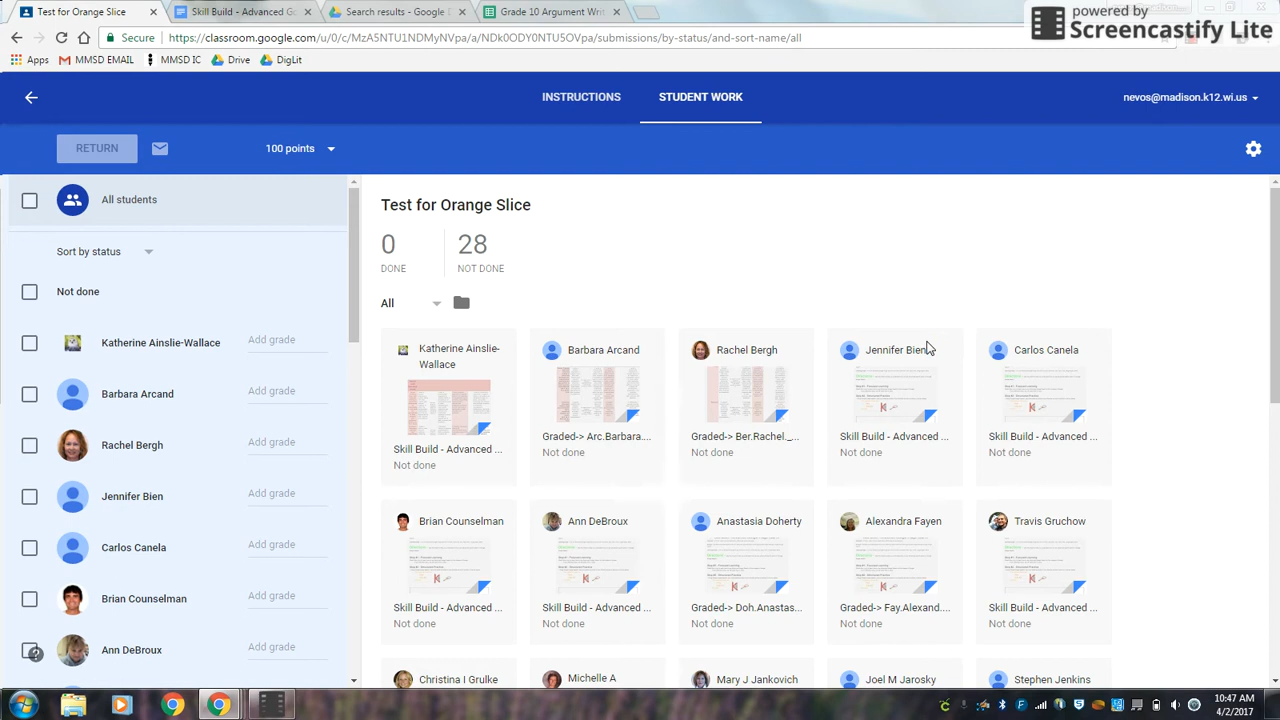 Test for Orange Slice
Skill Build - Advanced G
Search results - Google
Grade 10 Argument Writ
powered by
Screencastify Lite
Secure
https://classroom.google.com/u/
/pa/submissions/by-status/and-sort-name/all
Apps
MMSD EMAIL
MMSD IC
Drive
DigLit
INSTRUCTIONS
STUDENT WORK
nevos@madison.k12.wi.us
RETURN
100 points
All students
Sort by status
Not done
Katherine Ainslie-Wallace
Add grade
Barbara Arcand
Add grade
Rachel Bergh
Add grade
Jennifer Bien
Add grade
Carlos Canela
Add grade
Brian Counselman
Add grade
Ann DeBroux
Add grade
Test for Orange Slice
0
28
DONE
NOT DONE
All
Katherine Ainslie-
Wallace
Skill Build - Advanced ...
Not done
Barbara Arcand
Graded-> Arc.Barbara....
Not done
Rachel Bergh
Graded-> Ber.Rachel._...
Not done
Jennifer Bien
Skill Build - Advanced ...
Not done
Carlos Canela
Skill Build - Advanced ...
Not done
Brian Counselman
Skill Build - Advanced ...
Not done
Ann DeBroux
Skill Build - Advanced ...
Not done
Anastasia Doherty
Graded-> Doh.Anastas...
Not done
Alexandra Fayen
Graded-> Fay.Alexand....
Not done
Travis Gruchow
Skill Build - Advanced ...
Not done
Christina I Grulke
Michelle A
Mary J Jankovich
Joel M Jarosky
Stephen Jenkins
10:47 AM
4/2/2017